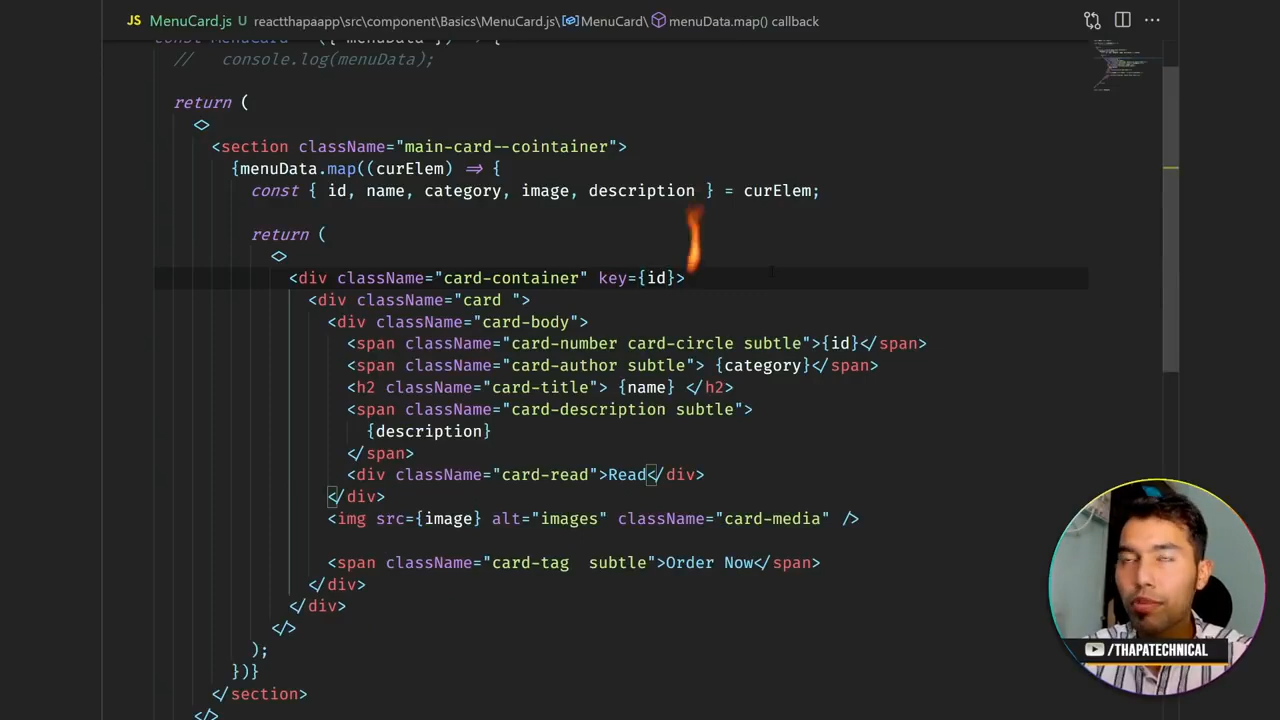 JS MenuCard.js U reactthapaapp\src\component\Basics\MenuCard.js\MenuCard\menuData.map() callback
const MenuCard = ({ menuData }) => {
//   console.log(menuData);
return (
<>
<section className="main-card--cointainer">
{menuData.map((curElem) => {
const { id, name, category, image, description } = curElem;
return (
<>
<div className="card-container" key={id}>
<div className="card ">
<div className="card-body">
<span className="card-number card-circle subtle">{id}</span>
<span className="card-author subtle"> {category}</span>
<h2 className="card-title"> {name} </h2>
<span className="card-description subtle">
{description}
</span>
<div className="card-read">Read</div>
</div>
<img src={image} alt="images" className="card-media" />
<span className="card-tag  subtle">Order Now</span>
</div>
</div>
</>
);
})}
</section>
</>
/THAPATECHNICAL